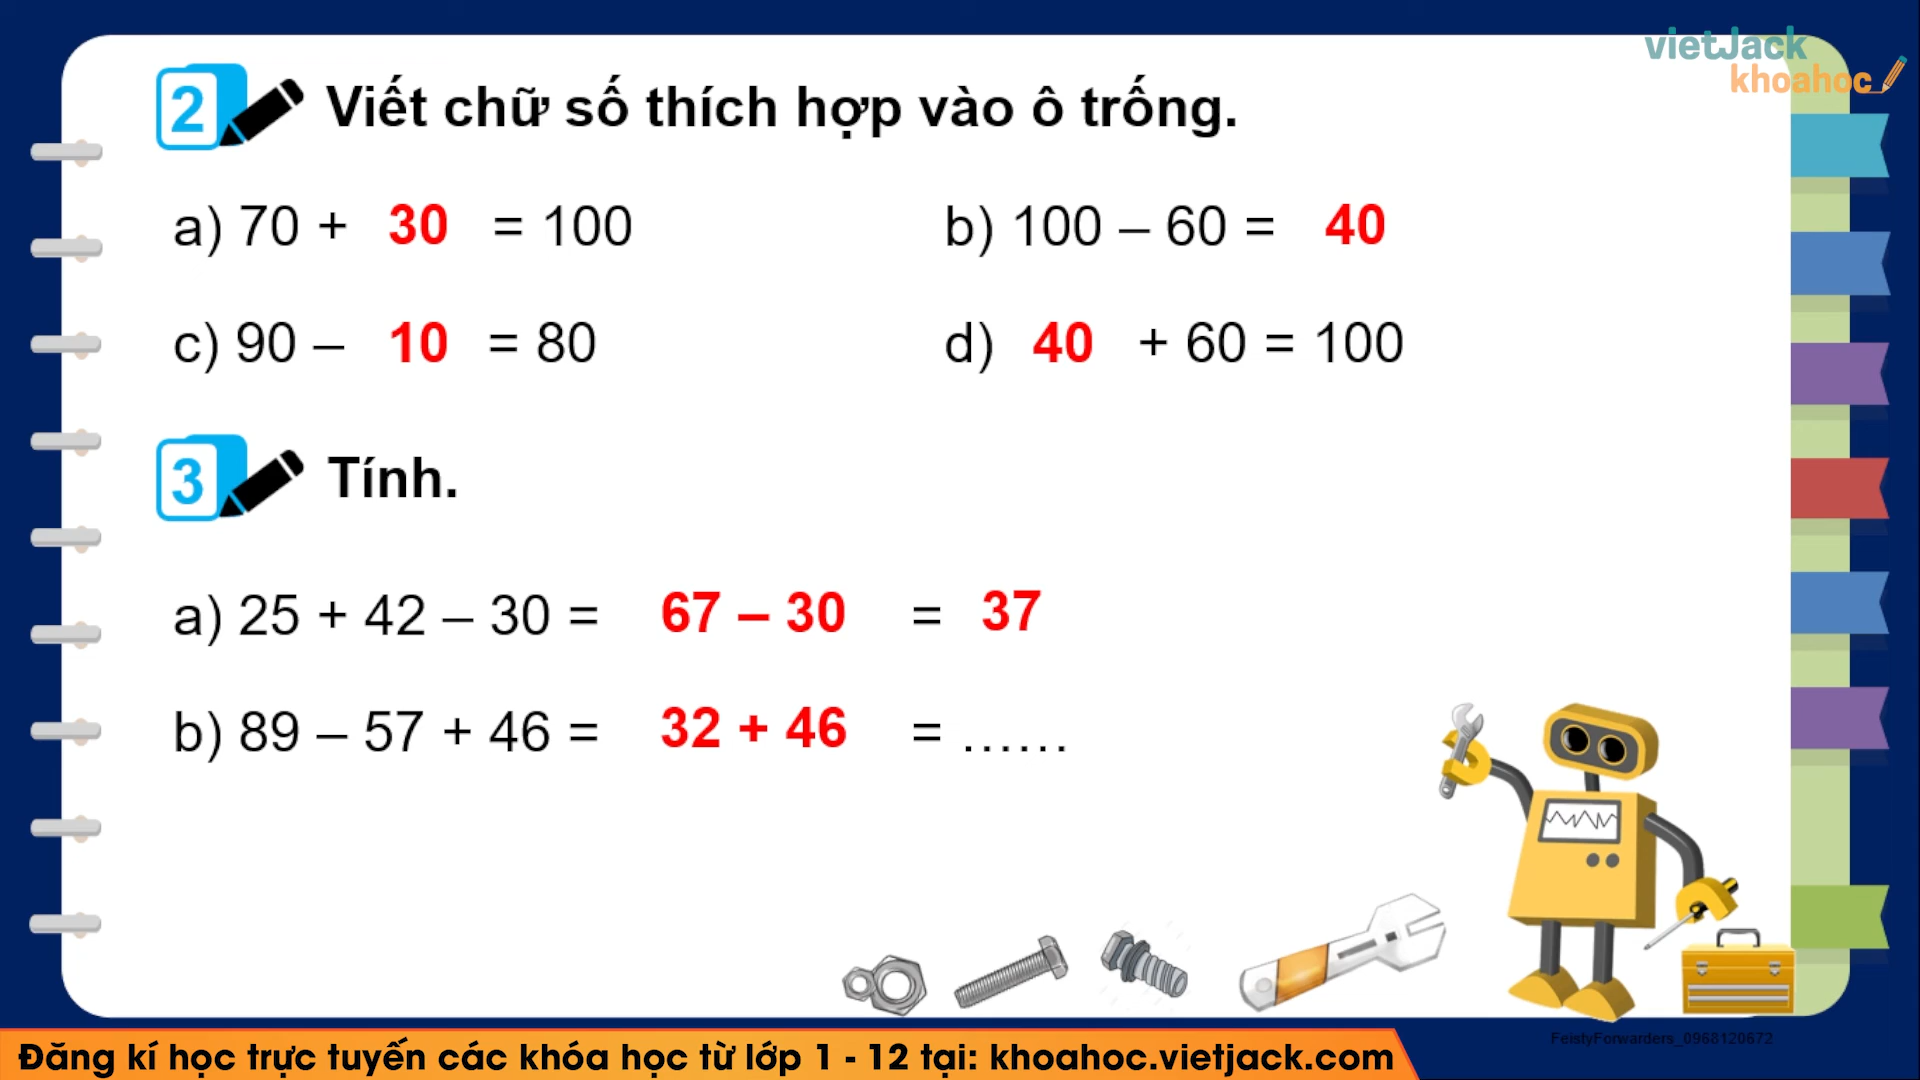 vietJack
khoahoc
2 Viết chữ số thích hợp vào ô trống.
a) 70 + 30 = 100
b) 100 – 60 = 40
c) 90 – 10 = 80
d) 40 + 60 = 100
3 Tính.
a) 25 + 42 – 30 = 67 – 30 = 37
b) 89 – 57 + 46 = 32 + 46 = ......
FeistyForwarders_0968120672
Đăng kí học trực tuyến các khóa học từ lớp 1 - 12 tại: khoahoc.vietjack.com